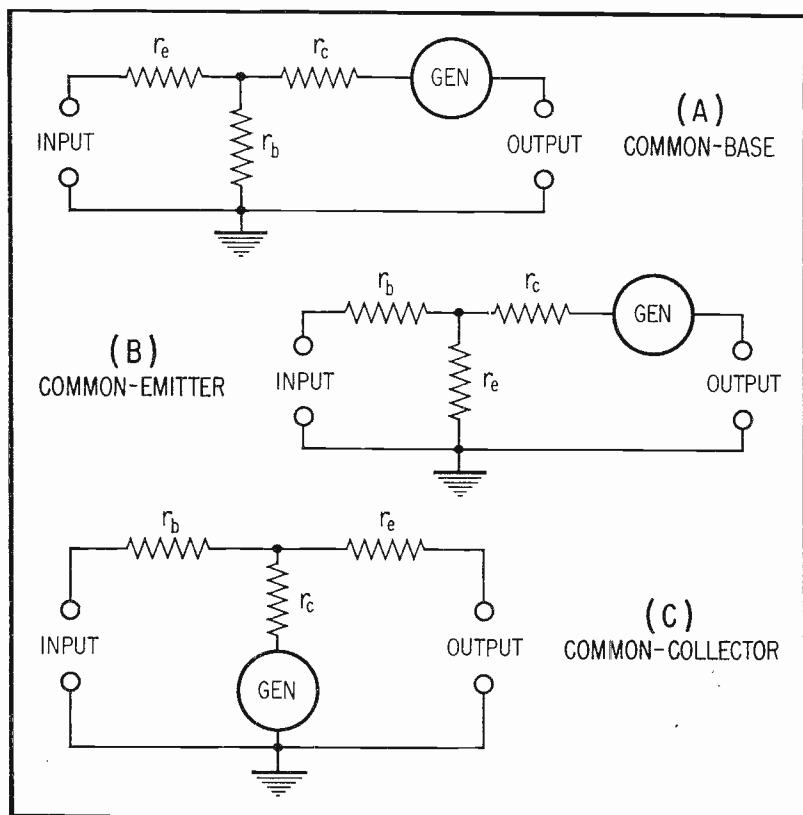 r_e
r_c
GEN
INPUT
r_b
OUTPUT
(A)
COMMON-BASE
r_b
r_c
GEN
(B)
COMMON-EMITTER
INPUT
r_e
OUTPUT
r_b
r_e
INPUT
r_c
GEN
OUTPUT
(C)
COMMON-COLLECTOR